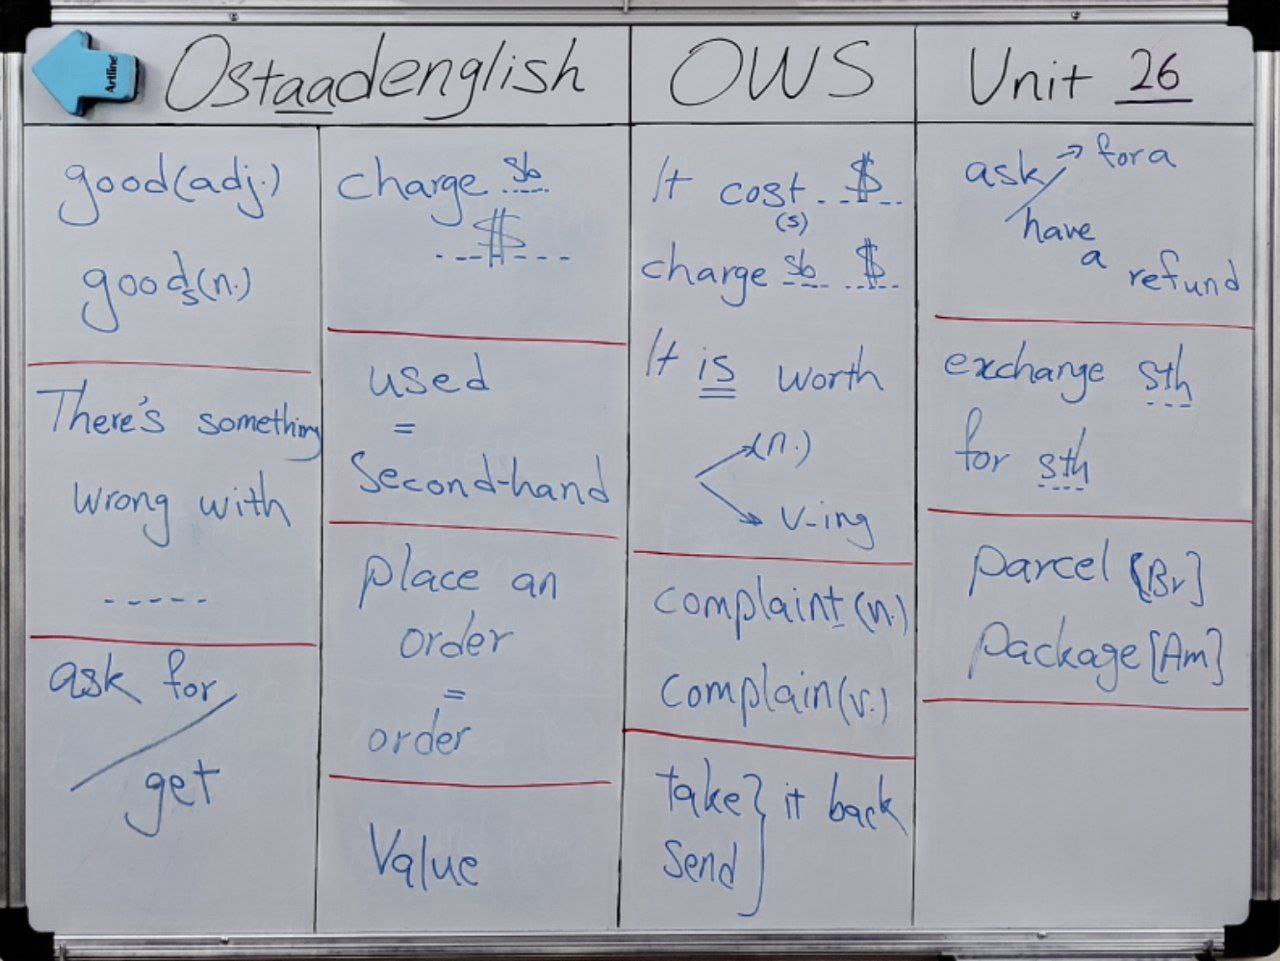 Artline
Ostaadenglish
OWS
Unit 26
good(adj.)
goods(n.)
There's something
wrong with
-----
ask for
get
charge sb
$
used
=
Second-hand
place an
order
=
order
Value
It cost $
(s)
charge sb $
It is worth
(n.)
v-ing
complaint (n.)
complain (v.)
take } it back
send
ask for a
have
a
refund
exchange sth
for sth
parcel [Br]
package [Am]